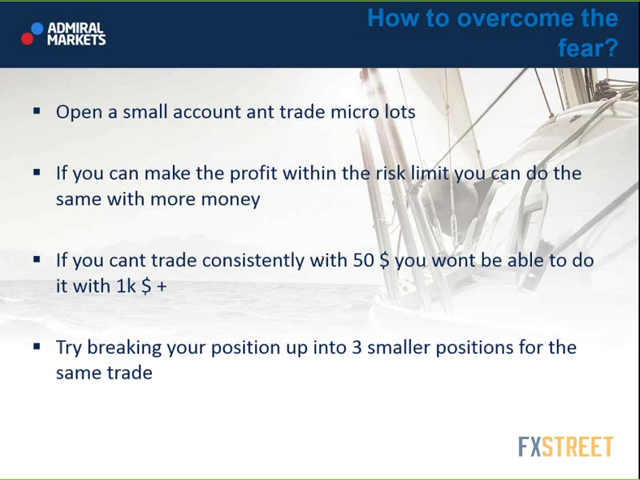 ADMIRAL
MARKETS
How to overcome the
fear?
Open a small account ant trade micro lots
If you can make the profit within the risk limit you can do the
same with more money
If you cant trade consistently with 50 $ you wont be able to do
it with 1k $ +
Try breaking your position up into 3 smaller positions for the
same trade
FXSTREET